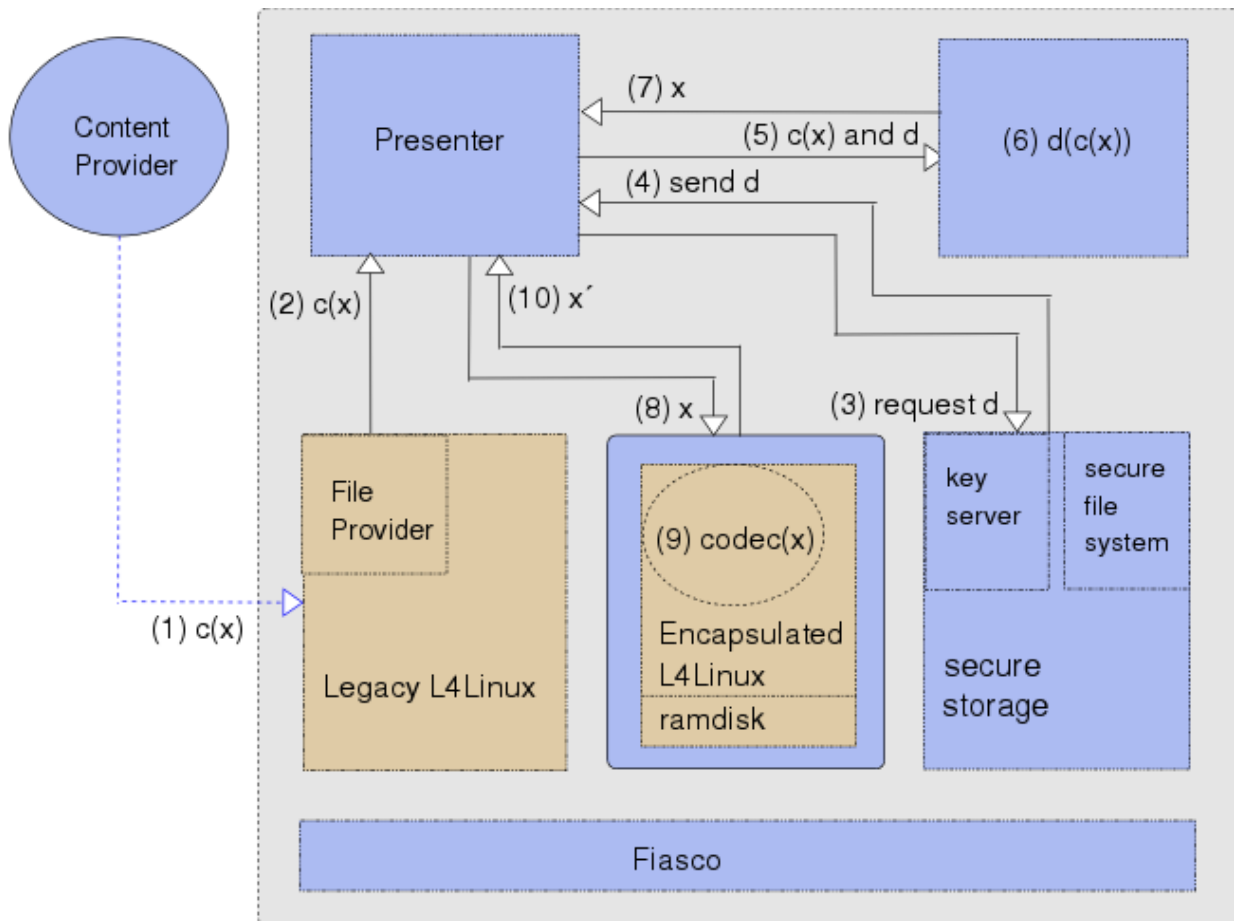 Content
Provider
Presenter
(7) x
(5) c(x) and d
(4) send d
(6) d(c(x))
(2) c(x)
(10) x´
(8) x
(3) request d
File
Provider
(9) codec(x)
key
server
secure
file
system
(1) c(x)
Legacy L4Linux
Encapsulated
L4Linux
ramdisk
secure
storage
Fiasco